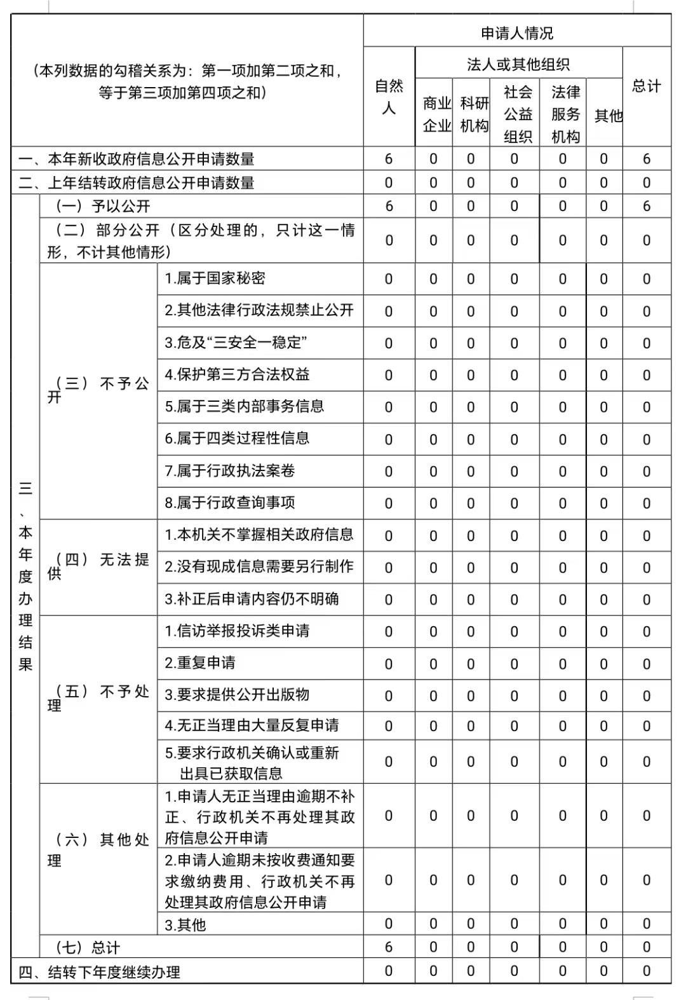 （本列数据的勾稽关系为：第一项加第二项之和，
等于第三项加第四项之和）
申请人情况
自然
人
法人或其他组织
总计
商业
企业
科研
机构
社会
公益
组织
法律
服务
机构
其他
一、本年新收政府信息公开申请数量 6 0 0 0 0 0 6
二、上年结转政府信息公开申请数量 0 0 0 0 0 0 0
三
、
本
年
度
办
理
结
果
（一）予以公开 6 0 0 0 0 0 6
（二）部分公开（区分处理的，只计这一情
形，不计其他情形） 0 0 0 0 0 0 0
（三）不予公
开
1.属于国家秘密 0 0 0 0 0 0 0
2.其他法律行政法规禁止公开 0 0 0 0 0 0 0
3.危及“三安全一稳定” 0 0 0 0 0 0 0
4.保护第三方合法权益 0 0 0 0 0 0 0
5.属于三类内部事务信息 0 0 0 0 0 0 0
6.属于四类过程性信息 0 0 0 0 0 0 0
7.属于行政执法案卷 0 0 0 0 0 0 0
8.属于行政查询事项 0 0 0 0 0 0 0
（四）无法提
供
1.本机关不掌握相关政府信息 0 0 0 0 0 0 0
2.没有现成信息需要另行制作 0 0 0 0 0 0 0
3.补正后申请内容仍不明确 0 0 0 0 0 0 0
（五）不予处
理
1.信访举报投诉类申请 0 0 0 0 0 0 0
2.重复申请 0 0 0 0 0 0 0
3.要求提供公开出版物 0 0 0 0 0 0 0
4.无正当理由大量反复申请 0 0 0 0 0 0 0
5.要求行政机关确认或重新
出具已获取信息 0 0 0 0 0 0 0
（六）其他处
理
1.申请人无正当理由逾期不补
正、行政机关不再处理其政
府信息公开申请 0 0 0 0 0 0 0
2.申请人逾期未按收费通知要
求缴纳费用、行政机关不再
处理其政府信息公开申请 0 0 0 0 0 0 0
3.其他 0 0 0 0 0 0 0
（七）总计 6 0 0 0 0 0 0
四、结转下年度继续办理 0 0 0 0 0 0 0